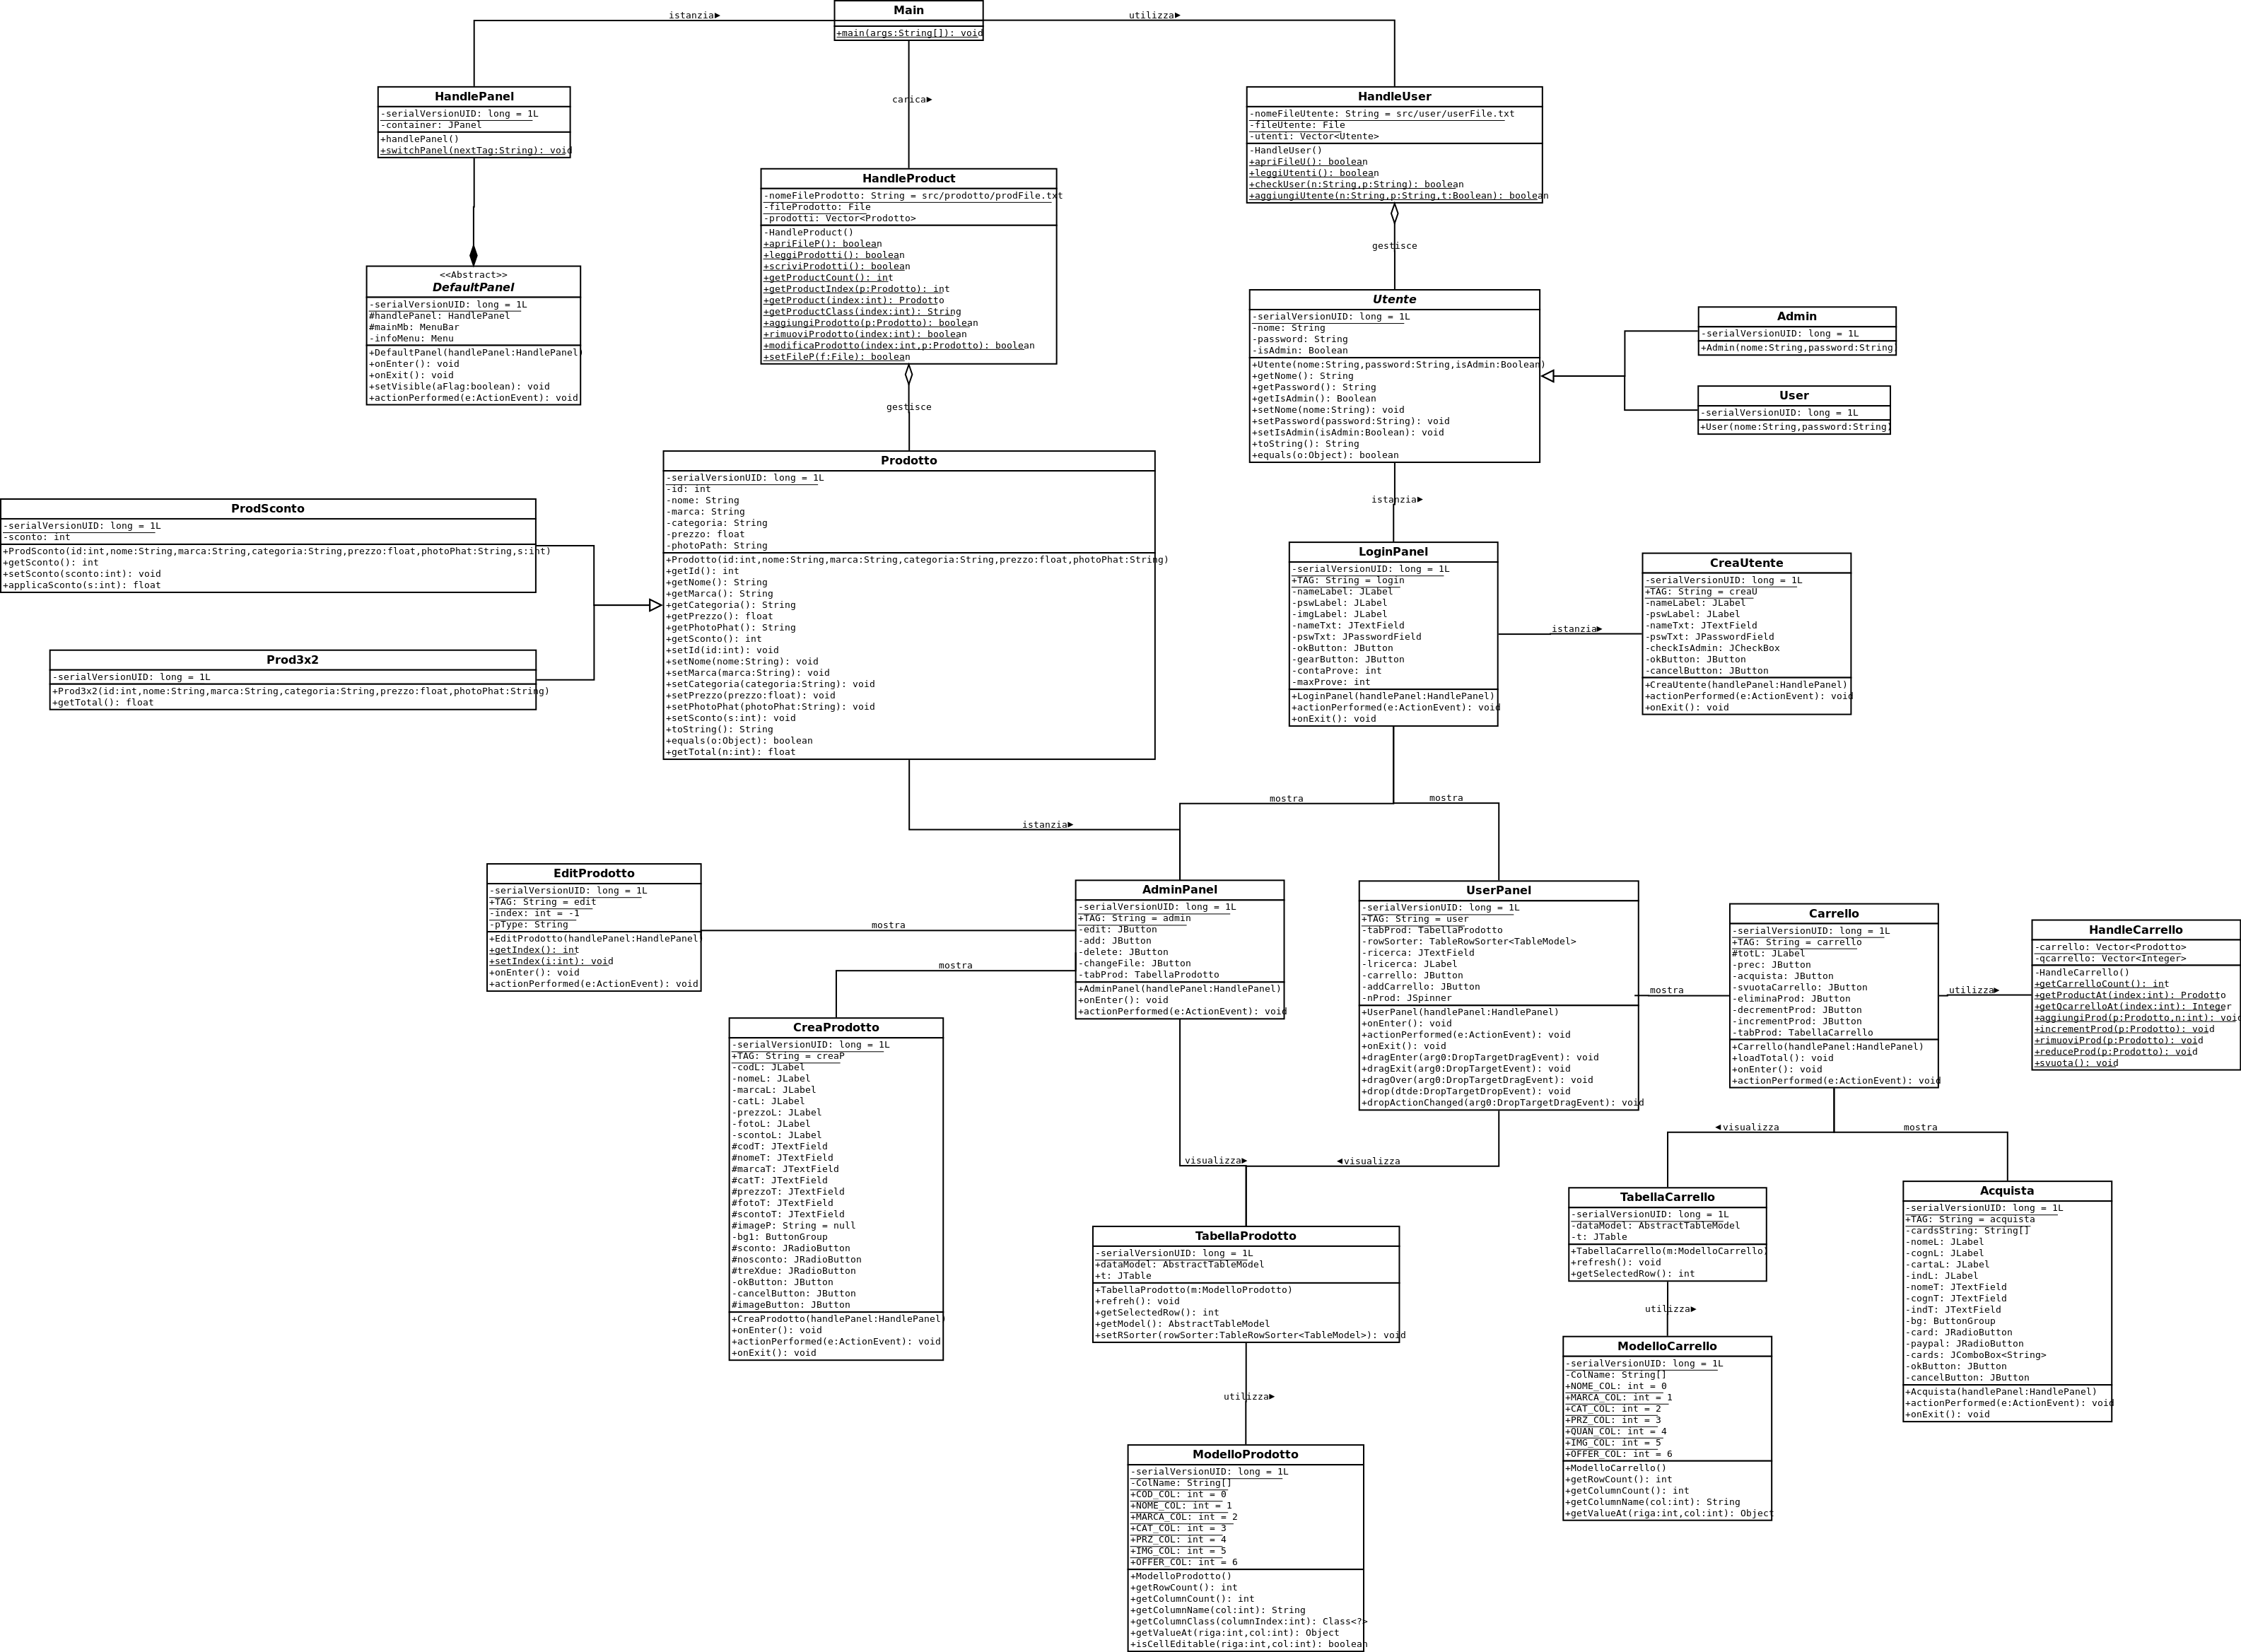 istanzia▶
Main
+main(args:String[]): void
utilizza▶
carica▶
HandlePanel
-serialVersionUID: long = 1L
-container: JPanel
+handlePanel()
+switchPanel(nextTag:String): void
HandleUser
-nomeFileUtente: String = src/user/userFile.txt
-fileUtente: File
-utenti: Vector<Utente>
-HandleUser()
+apriFileU(): boolean
+leggiUtenti(): boolean
+checkUser(n:String,p:String): boolean
+aggiungiUtente(n:String,p:String,t:Boolean): boolean
HandleProduct
-nomeFileProdotto: String = src/prodotto/prodFile.txt
-fileProdotto: File
-prodotti: Vector<Prodotto>
-HandleProduct()
+apriFileP(): boolean
+leggiProdotti(): boolean
+scriviProdotti(): boolean
+getProductCount(): int
+getProductIndex(p:Prodotto): int
+getProduct(index:int): Prodotto
+getProductClass(index:int): String
+aggiungiProdotto(p:Prodotto): boolean
+rimuoviProdotto(index:int): boolean
+modificaProdotto(index:int,p:Prodotto): boolean
+setFileP(f:File): boolean
gestisce
<<Abstract>>
DefaultPanel
-serialVersionUID: long = 1L
#handlePanel: HandlePanel
#mainMb: MenuBar
-infoMenu: Menu
+DefaultPanel(handlePanel:HandlePanel)
+onEnter(): void
+onExit(): void
+setVisible(aFlag:boolean): void
+actionPerformed(e:ActionEvent): void
gestisce
Utente
-serialVersionUID: long = 1L
-nome: String
-password: String
-isAdmin: Boolean
+Utente(nome:String,password:String,isAdmin:Boolean)
+getNome(): String
+getPassword(): String
+getIsAdmin(): Boolean
+setNome(nome:String): void
+setPassword(password:String): void
+setIsAdmin(isAdmin:Boolean): void
+toString(): String
+equals(o:Object): boolean
Admin
-serialVersionUID: long = 1L
+Admin(nome:String,password:String)
User
-serialVersionUID: long = 1L
+User(nome:String,password:String)
Prodotto
-serialVersionUID: long = 1L
-id: int
-nome: String
-marca: String
-categoria: String
-prezzo: float
-photoPath: String
+Prodotto(id:int,nome:String,marca:String,categoria:String,prezzo:float,photoPhat:String)
+getId(): int
+getNome(): String
+getMarca(): String
+getCategoria(): String
+getPrezzo(): float
+getPhotoPhat(): String
+getSconto(): int
+setId(id:int): void
+setNome(nome:String): void
+setMarca(marca:String): void
+setCategoria(categoria:String): void
+setPrezzo(prezzo:float): void
+setPhotoPhat(photoPhat:String): void
+setSconto(s:int): void
+toString(): String
+equals(o:Object): boolean
+getTotal(n:int): float
ProdSconto
-serialVersionUID: long = 1L
-sconto: int
+ProdSconto(id:int,nome:String,marca:String,categoria:String,prezzo:float,photoPhat:String,s:int)
+getSconto(): int
+setSconto(sconto:int): void
+applicaSconto(s:int): float
Prod3x2
-serialVersionUID: long = 1L
+Prod3x2(id:int,nome:String,marca:String,categoria:String,prezzo:float,photoPhat:String)
+getTotal(): float
istanzia▶
LoginPanel
-serialVersionUID: long = 1L
+TAG: String = login
-nameLabel: JLabel
-pswLabel: JLabel
-imgLabel: JLabel
-nameTxt: JTextField
-pswTxt: JPasswordField
-okButton: JButton
-gearButton: JButton
-contaProve: int
-maxProve: int
+LoginPanel(handlePanel:HandlePanel)
+actionPerformed(e:ActionEvent): void
+onExit(): void
istanzia▶
CreaUtente
-serialVersionUID: long = 1L
+TAG: String = creaU
-nameLabel: JLabel
-pswLabel: JLabel
-nameTxt: JTextField
-pswTxt: JPasswordField
-checkIsAdmin: JCheckBox
-okButton: JButton
-cancelButton: JButton
+CreaUtente(handlePanel:HandlePanel)
+actionPerformed(e:ActionEvent): void
+onExit(): void
mostra
mostra
istanzia▶
EditProdotto
-serialVersionUID: long = 1L
+TAG: String = edit
-index: int = -1
-pType: String
+EditProdotto(handlePanel:HandlePanel)
+getIndex(): int
+setIndex(i:int): void
+onEnter(): void
+actionPerformed(e:ActionEvent): void
mostra
mostra
AdminPanel
-serialVersionUID: long = 1L
+TAG: String = admin
-edit: JButton
-add: JButton
-delete: JButton
-changeFile: JButton
-tabProd: TabellaProdotto
+AdminPanel(handlePanel:HandlePanel)
+onEnter(): void
+actionPerformed(e:ActionEvent): void
UserPanel
-serialVersionUID: long = 1L
+TAG: String = user
-tabProd: TabellaProdotto
-rowSorter: TableRowSorter<TableModel>
-ricerca: JTextField
-lricerca: JLabel
-carrello: JButton
-addCarrello: JButton
-nProd: JSpinner
+UserPanel(handlePanel:HandlePanel)
+onEnter(): void
+actionPerformed(e:ActionEvent): void
+onExit(): void
+dragEnter(arg0:DropTargetDragEvent): void
+dragExit(arg0:DropTargetEvent): void
+dragOver(arg0:DropTargetDragEvent): void
+drop(dtde:DropTargetDropEvent): void
+dropActionChanged(arg0:DropTargetDragEvent): void
mostra
Carrello
-serialVersionUID: long = 1L
+TAG: String = carrello
#totL: JLabel
-prec: JButton
-acquista: JButton
-svuotaCarrello: JButton
-eliminaProd: JButton
-decrementProd: JButton
-incrementProd: JButton
-tabProd: TabellaCarrello
+Carrello(handlePanel:HandlePanel)
+loadTotal(): void
+onEnter(): void
+actionPerformed(e:ActionEvent): void
utilizza▶
HandleCarrello
-carrello: Vector<Prodotto>
-qcarrello: Vector<Integer>
-HandleCarrello()
+getCarrelloCount(): int
+getProductAt(index:int): Prodotto
+getQcarrelloAt(index:int): Integer
+aggiungiProd(p:Prodotto,n:int): void
+incrementProd(p:Prodotto): void
+rimuoviProd(p:Prodotto): void
+reduceProd(p:Prodotto): void
+svuota(): void
CreaProdotto
-serialVersionUID: long = 1L
+TAG: String = creaP
-codL: JLabel
-nomeL: JLabel
-marcaL: JLabel
-catL: JLabel
-prezzoL: JLabel
-fotoL: JLabel
-scontoL: JLabel
#codT: JTextField
#nomeT: JTextField
#marcaT: JTextField
#catT: JTextField
#prezzoT: JTextField
#fotoT: JTextField
#scontoT: JTextField
#imageP: String = null
-bg1: ButtonGroup
#sconto: JRadioButton
#nosconto: JRadioButton
#treXdue: JRadioButton
-okButton: JButton
-cancelButton: JButton
#imageButton: JButton
+CreaProdotto(handlePanel:HandlePanel)
+onEnter(): void
+actionPerformed(e:ActionEvent): void
+onExit(): void
visualizza▶
◀visualizza
◀visualizza
mostra
TabellaProdotto
-serialVersionUID: long = 1L
+dataModel: AbstractTableModel
+t: JTable
+TabellaProdotto(m:ModelloProdotto)
+refreh(): void
+getSelectedRow(): int
+getModel(): AbstractTableModel
+setRSorter(rowSorter:TableRowSorter<TableModel>): void
utilizza▶
TabellaCarrello
-serialVersionUID: long = 1L
-dataModel: AbstractTableModel
-t: JTable
+TabellaCarrello(m:ModelloCarrello)
+refresh(): void
+getSelectedRow(): int
utilizza▶
Acquista
-serialVersionUID: long = 1L
+TAG: String = acquista
-cardsString: String[]
-nomeL: JLabel
-cognL: JLabel
-cartaL: JLabel
-indL: JLabel
-nomeT: JTextField
-cognT: JTextField
-indT: JTextField
-bg: ButtonGroup
-card: JRadioButton
-paypal: JRadioButton
-cards: JComboBox<String>
-okButton: JButton
-cancelButton: JButton
+Acquista(handlePanel:HandlePanel)
+actionPerformed(e:ActionEvent): void
+onExit(): void
ModelloCarrello
-serialVersionUID: long = 1L
-ColName: String[]
+NOME_COL: int = 0
+MARCA_COL: int = 1
+CAT_COL: int = 2
+PRZ_COL: int = 3
+QUAN_COL: int = 4
+IMG_COL: int = 5
+OFFER_COL: int = 6
+ModelloCarrello()
+getRowCount(): int
+getColumnCount(): int
+getColumnName(col:int): String
+getValueAt(riga:int,col:int): Object
ModelloProdotto
-serialVersionUID: long = 1L
-ColName: String[]
+COD_COL: int = 0
+NOME_COL: int = 1
+MARCA_COL: int = 2
+CAT_COL: int = 3
+PRZ_COL: int = 4
+IMG_COL: int = 5
+OFFER_COL: int = 6
+ModelloProdotto()
+getRowCount(): int
+getColumnCount(): int
+getColumnName(col:int): String
+getColumnClass(columnIndex:int): Class<?>
+getValueAt(riga:int,col:int): Object
+isCellEditable(riga:int,col:int): boolean